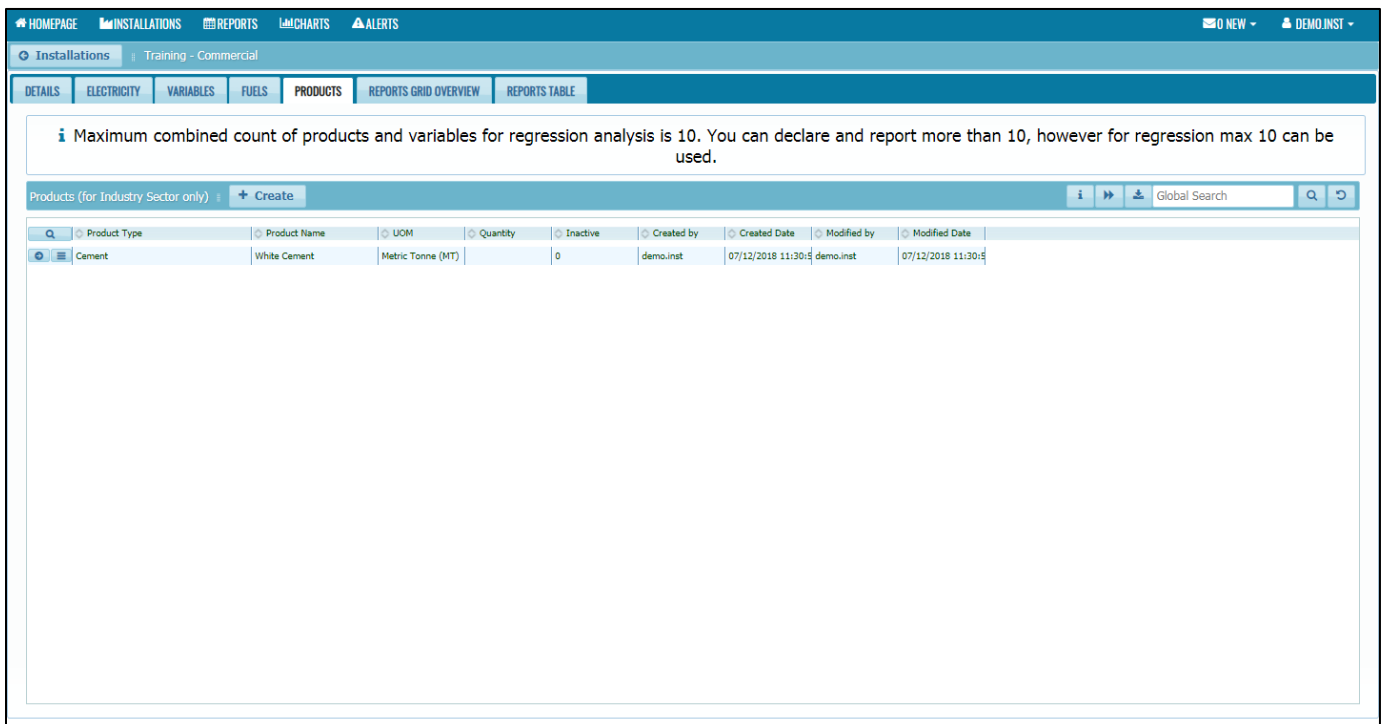 HOMEPAGE INSTALLATIONS REPORTS CHARTS ALERTS 0 NEW DEMO.INST
Installations Training - Commercial
DETAILS ELECTRICITY VARIABLES FUELS PRODUCTS REPORTS GRID OVERVIEW REPORTS TABLE
i Maximum combined count of products and variables for regression analysis is 10. You can declare and report more than 10, however for regression max 10 can be
used.
Products (for Industry Sector only) + Create i Global Search
Product Type Product Name UOM Quantity Inactive Created by Created Date Modified by Modified Date
Cement White Cement Metric Tonne (MT) 0 demo.inst 07/12/2018 11:30:5 demo.inst 07/12/2018 11:30:5